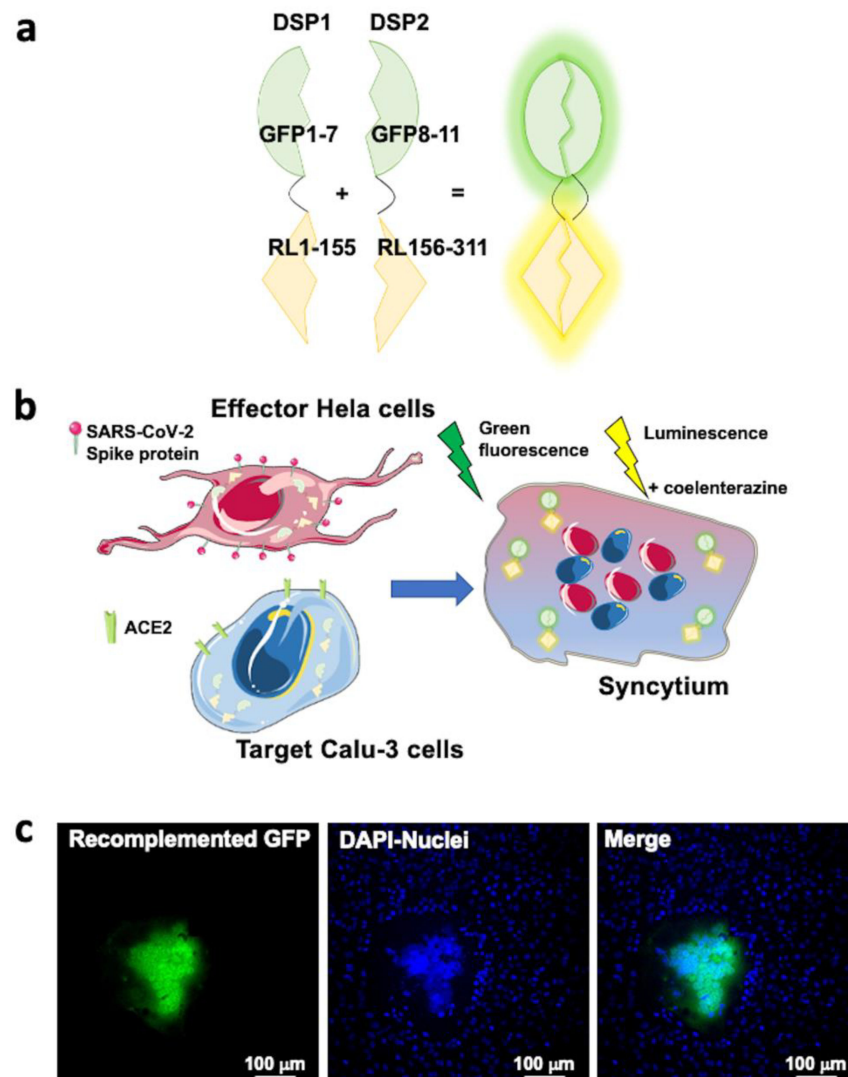 a
DSP1 DSP2
GFP1-7 GFP8-11
+ =
RL1-155 RL156-311
b
Effector Hela cells
SARS-CoV-2
Spike protein
Green
fluorescence
Luminescence
+ coelenterazine
ACE2
Syncytium
Target Calu-3 cells
c
Recomplemented GFP
DAPI-Nuclei
Merge
100 µm
100 µm
100 µm